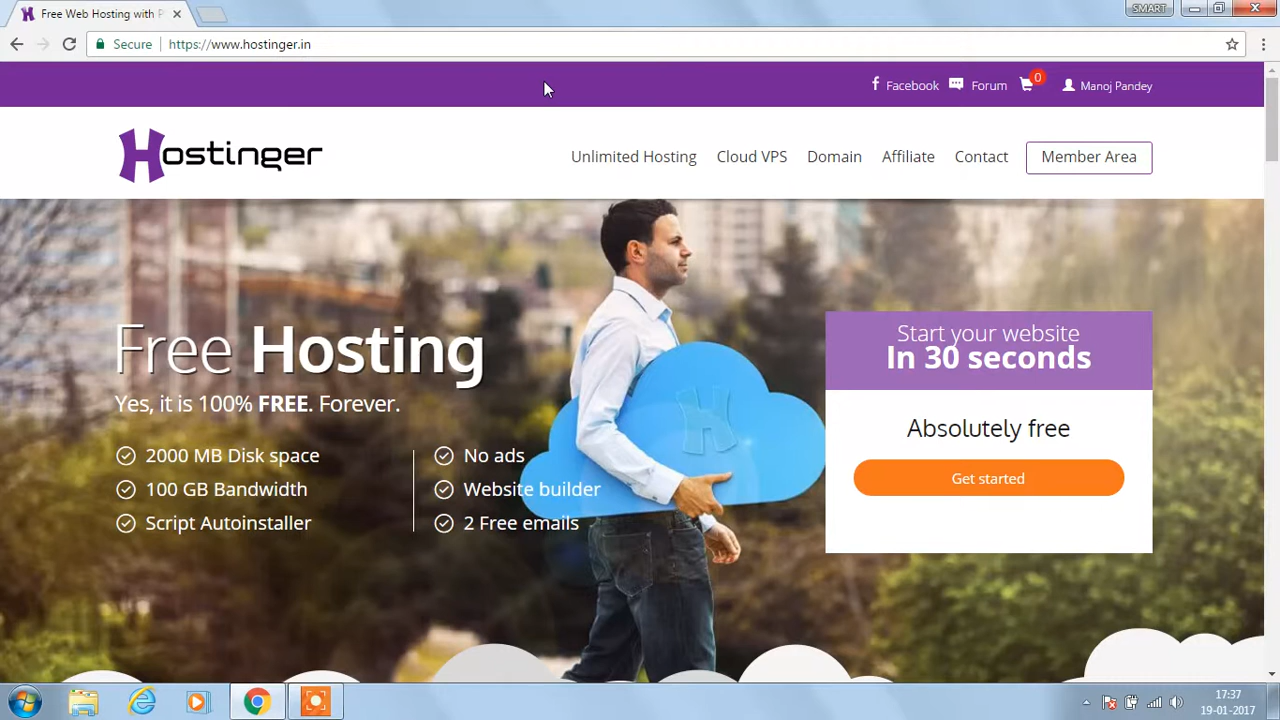 Free Web Hosting with P
SMART
Secure https://www.hostinger.in
Facebook Forum 0 Manoj Pandey
Hostinger
Unlimited Hosting Cloud VPS Domain Affiliate Contact Member Area
Free Hosting
Yes, it is 100% FREE. Forever.
2000 MB Disk space
100 GB Bandwidth
Script Autoinstaller
No ads
Website builder
2 Free emails
Start your website
In 30 seconds
Absolutely free
Get started
17:37
19-01-2017